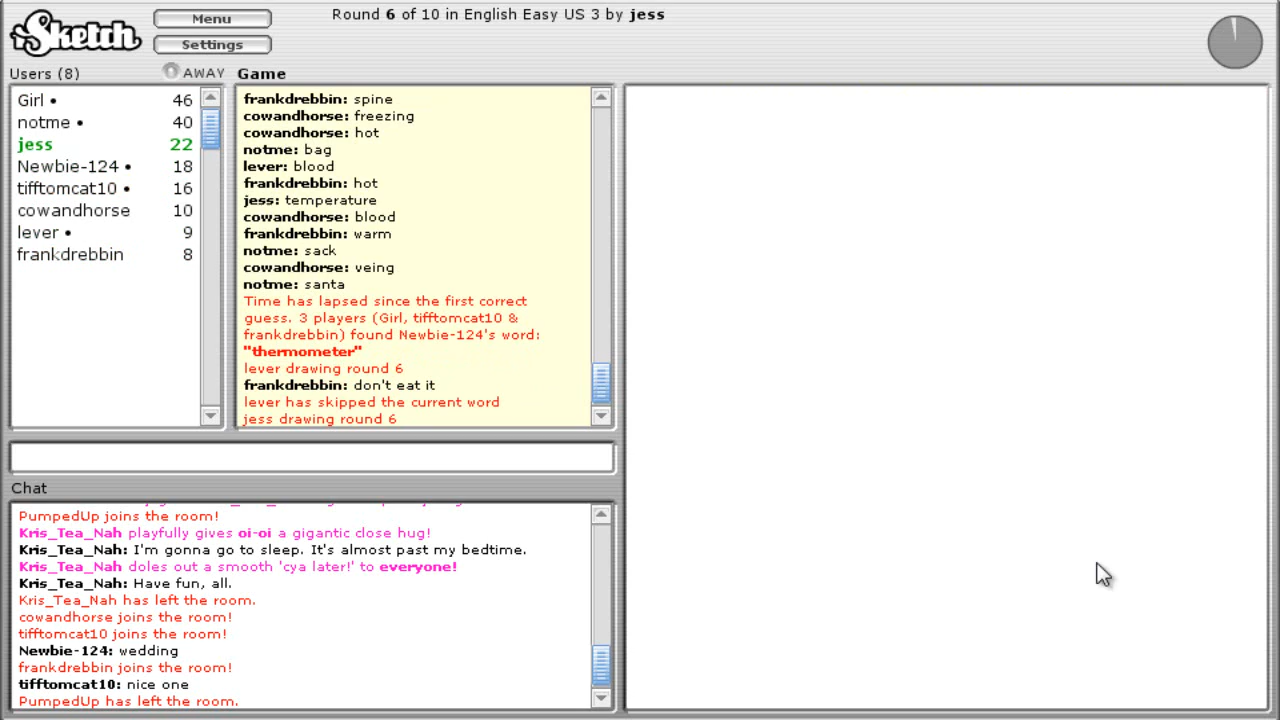 iSketch
Menu
Settings
Round 6 of 10 in English Easy US 3 by jess
Users (8)
AWAY
Game
Girl • 46
notme • 40
jess 22
Newbie-124 • 18
tifftomcat10 • 16
cowandhorse 10
lever • 9
frankdrebbin 8
frankdrebbin: spine
cowandhorse: freezing
cowandhorse: hot
notme: bag
lever: blood
frankdrebbin: hot
jess: temperature
cowandhorse: blood
frankdrebbin: warm
notme: sack
cowandhorse: veing
notme: santa
Time has lapsed since the first correct
guess. 3 players (Girl, tifftomcat10 &
frankdrebbin) found Newbie-124's word:
"thermometer"
lever drawing round 6
frankdrebbin: don't eat it
lever has skipped the current word
jess drawing round 6
Chat
PumpedUp joins the room!
Kris_Tea_Nah playfully gives oi-oi a gigantic close hug!
Kris_Tea_Nah: I'm gonna go to sleep. It's almost past my bedtime.
Kris_Tea_Nah doles out a smooth 'cya later!' to everyone!
Kris_Tea_Nah: Have fun, all.
Kris_Tea_Nah has left the room.
cowandhorse joins the room!
tifftomcat10 joins the room!
Newbie-124: wedding
frankdrebbin joins the room!
tifftomcat10: nice one
PumpedUp has left the room.